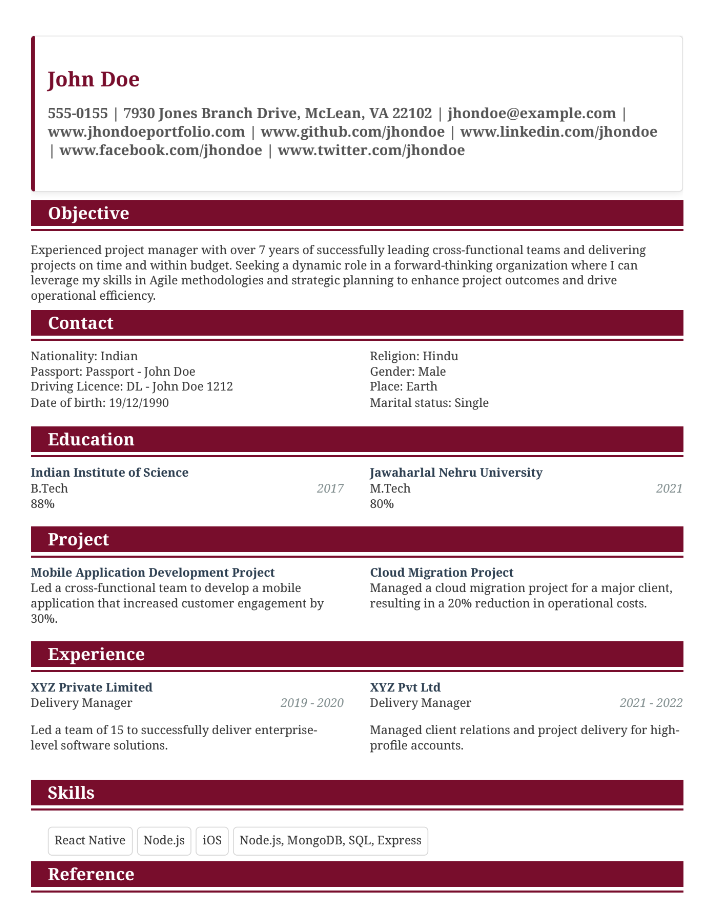 John Doe
555-0155 | 7930 Jones Branch Drive, McLean, VA 22102 | jhondoe@example.com |
www.jhondoeportfolio.com | www.github.com/jhondoe | www.linkedin.com/jhondoe
| www.facebook.com/jhondoe | www.twitter.com/jhondoe
Objective
Experienced project manager with over 7 years of successfully leading cross-functional teams and delivering
projects on time and within budget. Seeking a dynamic role in a forward-thinking organization where I can
leverage my skills in Agile methodologies and strategic planning to enhance project outcomes and drive
operational efficiency.
Contact
Nationality: Indian
Passport: Passport - John Doe
Driving Licence: DL - John Doe 1212
Date of birth: 19/12/1990
Religion: Hindu
Gender: Male
Place: Earth
Marital status: Single
Education
Indian Institute of Science
B.Tech 2017
88%
Jawaharlal Nehru University
M.Tech 2021
80%
Project
Mobile Application Development Project
Led a cross-functional team to develop a mobile
application that increased customer engagement by
30%.
Cloud Migration Project
Managed a cloud migration project for a major client,
resulting in a 20% reduction in operational costs.
Experience
XYZ Private Limited
Delivery Manager 2019 - 2020
Led a team of 15 to successfully deliver enterprise-
level software solutions.
XYZ Pvt Ltd
Delivery Manager 2021 - 2022
Managed client relations and project delivery for high-
profile accounts.
Skills
React Native Node.js iOS Node.js, MongoDB, SQL, Express
Reference